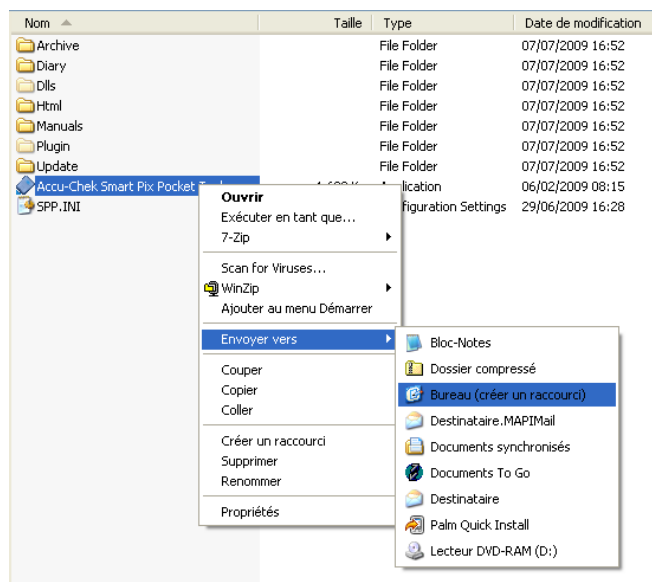 Nom Taille Type Date de modification
Archive File Folder 07/07/2009 16:52
Diary File Folder 07/07/2009 16:52
Dlls File Folder 07/07/2009 16:52
Html File Folder 07/07/2009 16:52
Manuals File Folder 07/07/2009 16:52
Plugin File Folder 07/07/2009 16:52
Update File Folder 07/07/2009 16:52
Accu-Chek Smart Pix Pocket 06/02/2009 08:15
SPP.INI figuration Settings 29/06/2009 16:28
Ouvrir
Exécuter en tant que...
7-Zip
Scan for Viruses...
WinZip
Ajouter au menu Démarrer
Envoyer vers
Couper
Copier
Coller
Créer un raccourci
Supprimer
Renommer
Propriétés
Bloc-Notes
Dossier compressé
Bureau (créer un raccourci)
Destinataire.MAPIMail
Documents synchronisés
Documents To Go
Destinataire
Palm Quick Install
Lecteur DVD-RAM (D:)